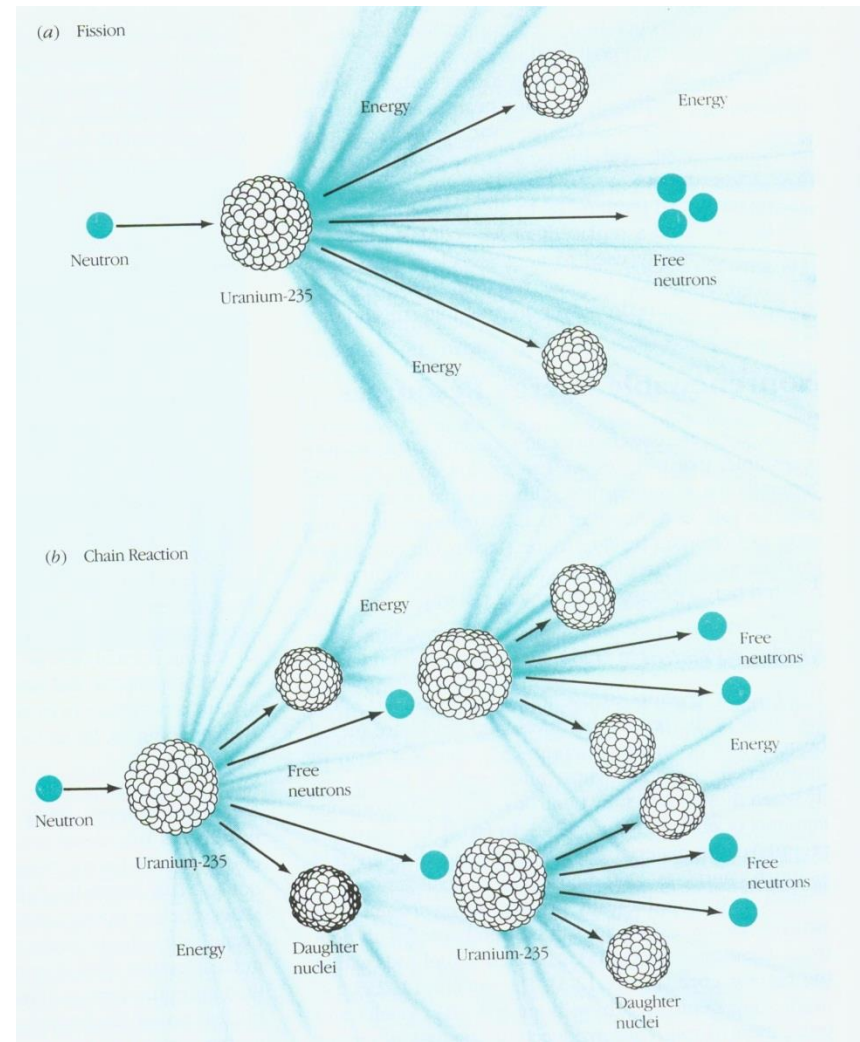 (a) Fission
Energy
Energy
Neutron
Uranium-235
Free
neutrons
Energy
(b) Chain Reaction
Energy
Free
neutrons
Free
neutrons
Energy
Neutron
Uranium-235
Free
neutrons
Energy
Daughter
nuclei
Uranium-235
Daughter
nuclei